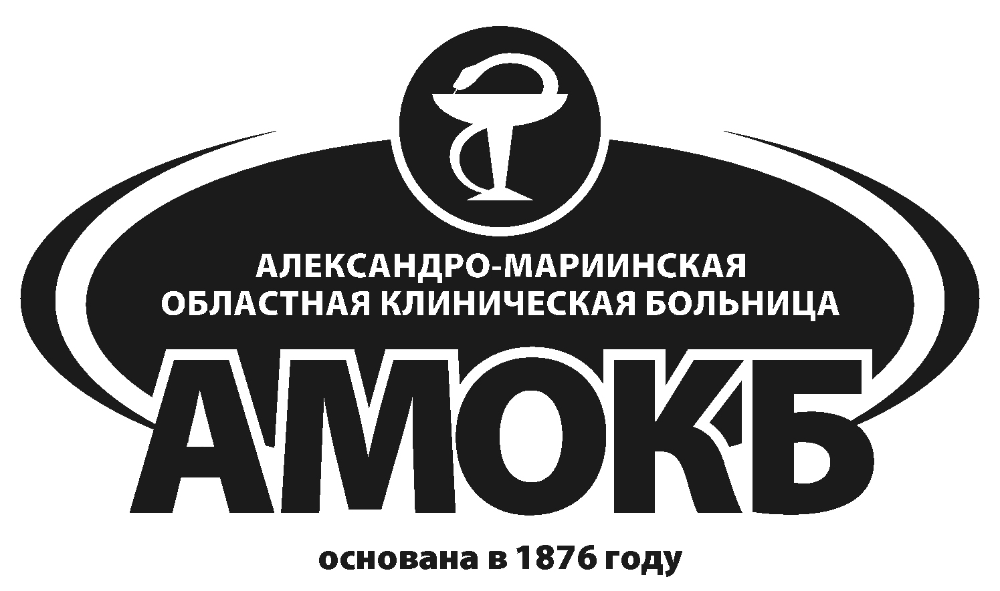 АЛЕКСАНДРО-МАРИИНСКАЯ
ОБЛАСТНАЯ КЛИНИЧЕСКАЯ БОЛЬНИЦА
АМОКБ
основана в 1876 году